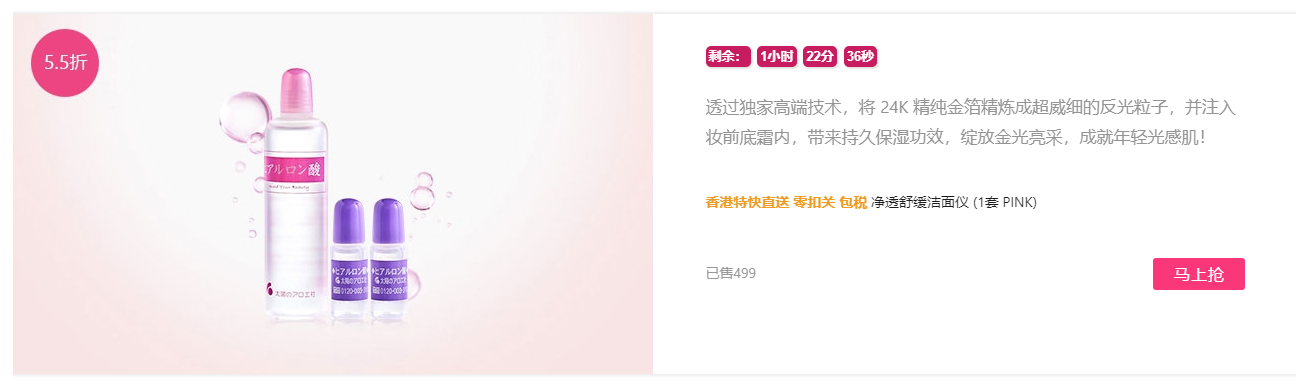 5.5折
剩余： 1小时 22分 36秒
透过独家高端技术，将 24K 精纯金箔精炼成超威细的反光粒子，并注入
妆前底霜内，带来持久保湿功效，绽放金光亮采，成就年轻光感肌！
香港特快直送 零扣关 包税 净透舒缓洁面仪 (1套 PINK)
已售499
马上抢
アルロン酸
太陽のアロエ社
ヒアルロン酸
太陽のアロエ社
0120-003-
ヒアルロン酸
太陽のアロエ社
0120-003-